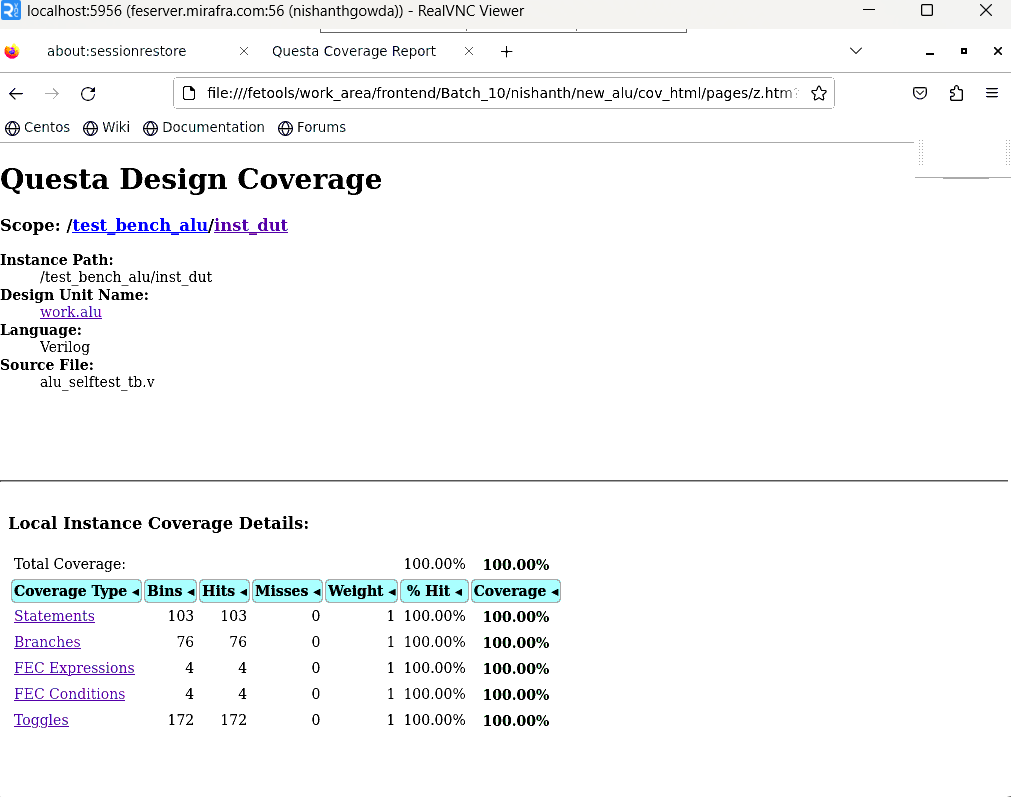 localhost:5956 (feserver.mirafra.com:56 (nishanthgowda)) - RealVNC Viewer
about:sessionrestore Questa Coverage Report
file:///fetools/work_area/frontend/Batch_10/nishanth/new_alu/cov_html/pages/z.htm?
Centos Wiki Documentation Forums
Questa Design Coverage
Scope: /test_bench_alu/inst_dut
Instance Path:
/test_bench_alu/inst_dut
Design Unit Name:
work.alu
Language:
Verilog
Source File:
alu_selftest_tb.v
Local Instance Coverage Details:
Total Coverage: 100.00% 100.00%
Coverage Type ◂ Bins ◂ Hits ◂ Misses ◂ Weight ◂ % Hit ◂ Coverage ◂
Statements 103 103 0 1 100.00% 100.00%
Branches 76 76 0 1 100.00% 100.00%
FEC Expressions 4 4 0 1 100.00% 100.00%
FEC Conditions 4 4 0 1 100.00% 100.00%
Toggles 172 172 0 1 100.00% 100.00%